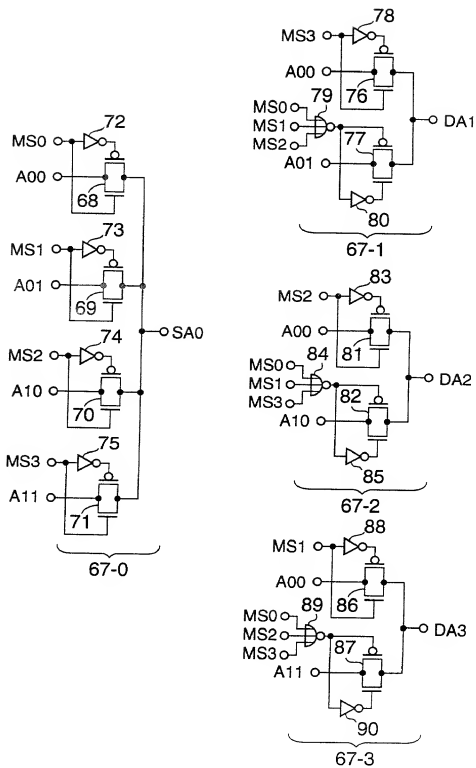 72
MS0
A00
68
73
MS1
A01
69
SA0
74
MS2
A10
70
75
MS3
A11
71
67-0
78
MS3
A00
76
79
MS0
MS1
MS2
77
DA1
A01
80
67-1
83
MS2
A00
81
84
MS0
MS1
MS3
82
DA2
A10
85
67-2
88
MS1
A00
86
89
MS0
MS2
MS3
87
DA3
A11
90
67-3